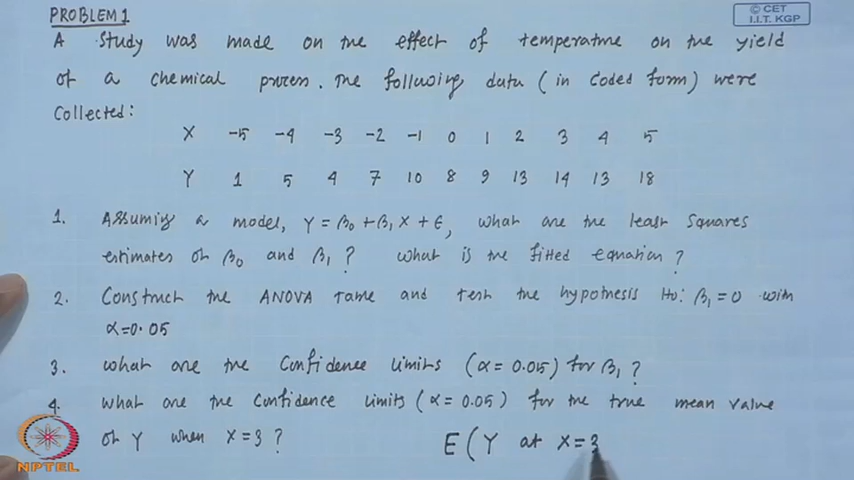 PROBLEM 1
© CET
I.I.T. KGP
A study was made on the effect of temperature on the yield
of a chemical process. The following data (in coded form) were
collected:
X -5 -4 -3 -2 -1 0 1 2 3 4 5
Y 1 5 4 7 10 8 9 13 14 13 18
1. Assuming a model, Y = β0 + β1 X + ε, what are the least squares
estimates of β0 and β1? what is the fitted equation?
2. Construct the ANOVA Table and test the hypothesis H0: β1 = 0 with
α=0.05
3. what are the confidence limits (α = 0.05) for β1?
4. what are the confidence limits (α = 0.05) for the true mean value
of Y when X=3? E(Y at X=3
NPTEL